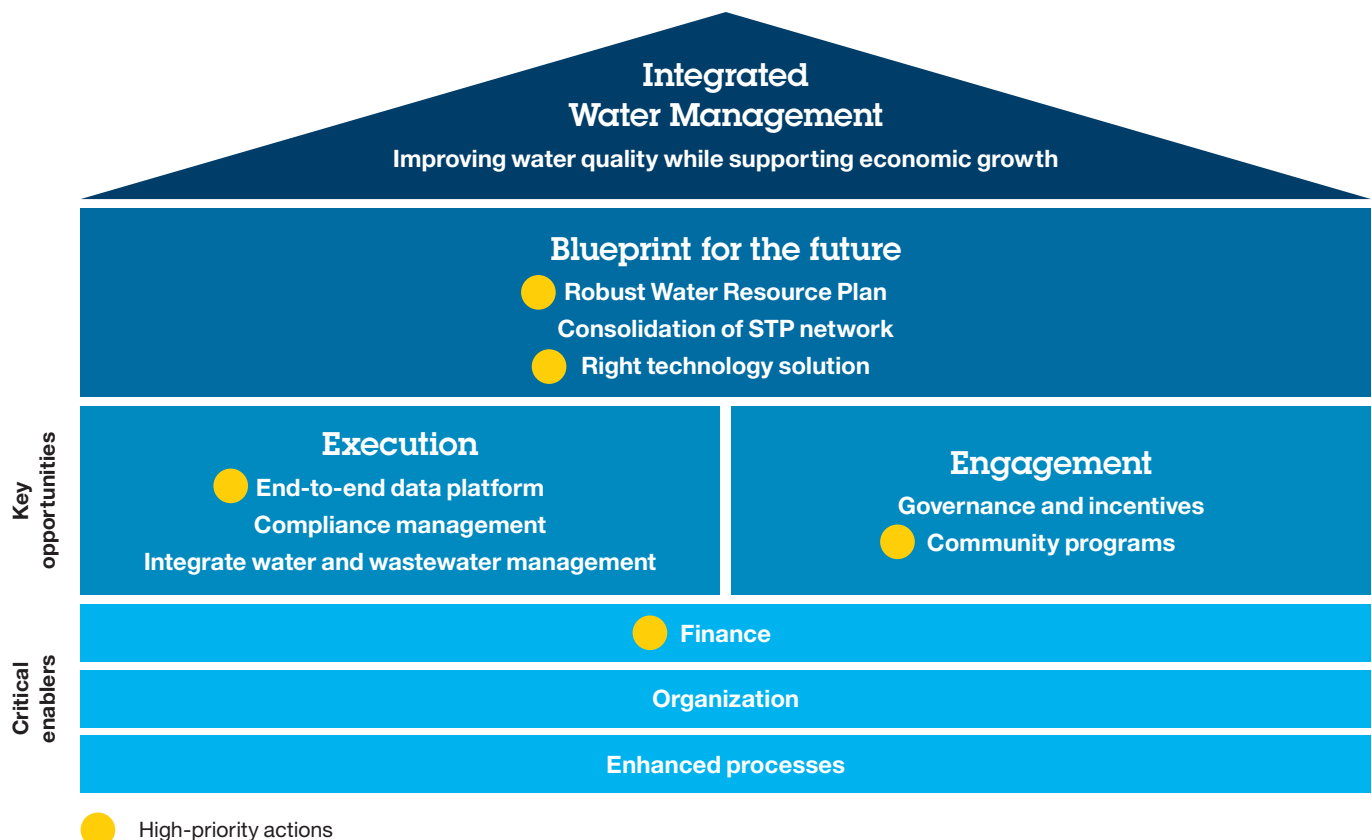 Integrated
Water Management
Improving water quality while supporting economic growth
Blueprint for the future
Robust Water Resource Plan
Consolidation of STP network
Right technology solution
Key
opportunities
Execution
End-to-end data platform
Compliance management
Integrate water and wastewater management
Engagement
Governance and incentives
Community programs
Critical
enablers
Finance
Organization
Enhanced processes
High-priority actions